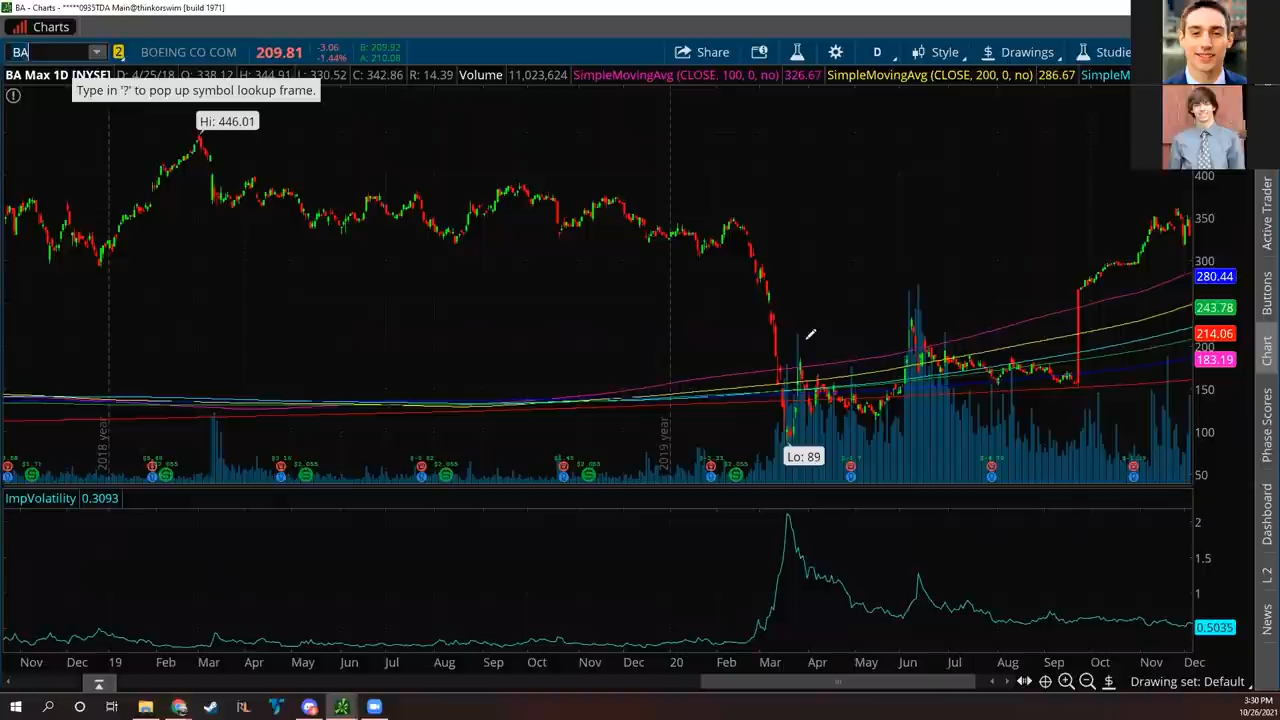 BA - Charts - *****0935TDA Main@thinkorswim [build 1971]
Charts
BA
2
BOEING CO COM
209.81
-3.06
-1.44%
B: 209.92
A: 210.08
Share
D
Style
Drawings
Studie
BA Max 1D [NYSE]
D: 4/25/18
O: 338.12
H: 344.91
L: 330.52
C: 342.86
R: 14.39
Volume
11,023,624
SimpleMovingAvg (CLOSE, 100, 0, no)
326.67
SimpleMovingAvg (CLOSE, 200, 0, no)
286.67
SimpleM
Type in '?' to pop up symbol lookup frame.
Hi: 446.01
400
350
300
280.44
243.78
214.06
200
183.19
150
100
50
2018 year
2019 year
Lo: 89
ImpVolatility
0.3093
2
1.5
1
0.5035
Nov
Dec
19
Feb
Mar
Apr
May
Jun
Jul
Aug
Sep
Oct
Nov
Dec
20
Feb
Mar
Apr
May
Jun
Jul
Aug
Sep
Oct
Nov
Dec
Drawing set: Default
Active Trader
Buttons
Chart
Phase Scores
Dashboard
L 2
News
3:30 PM
10/26/2021